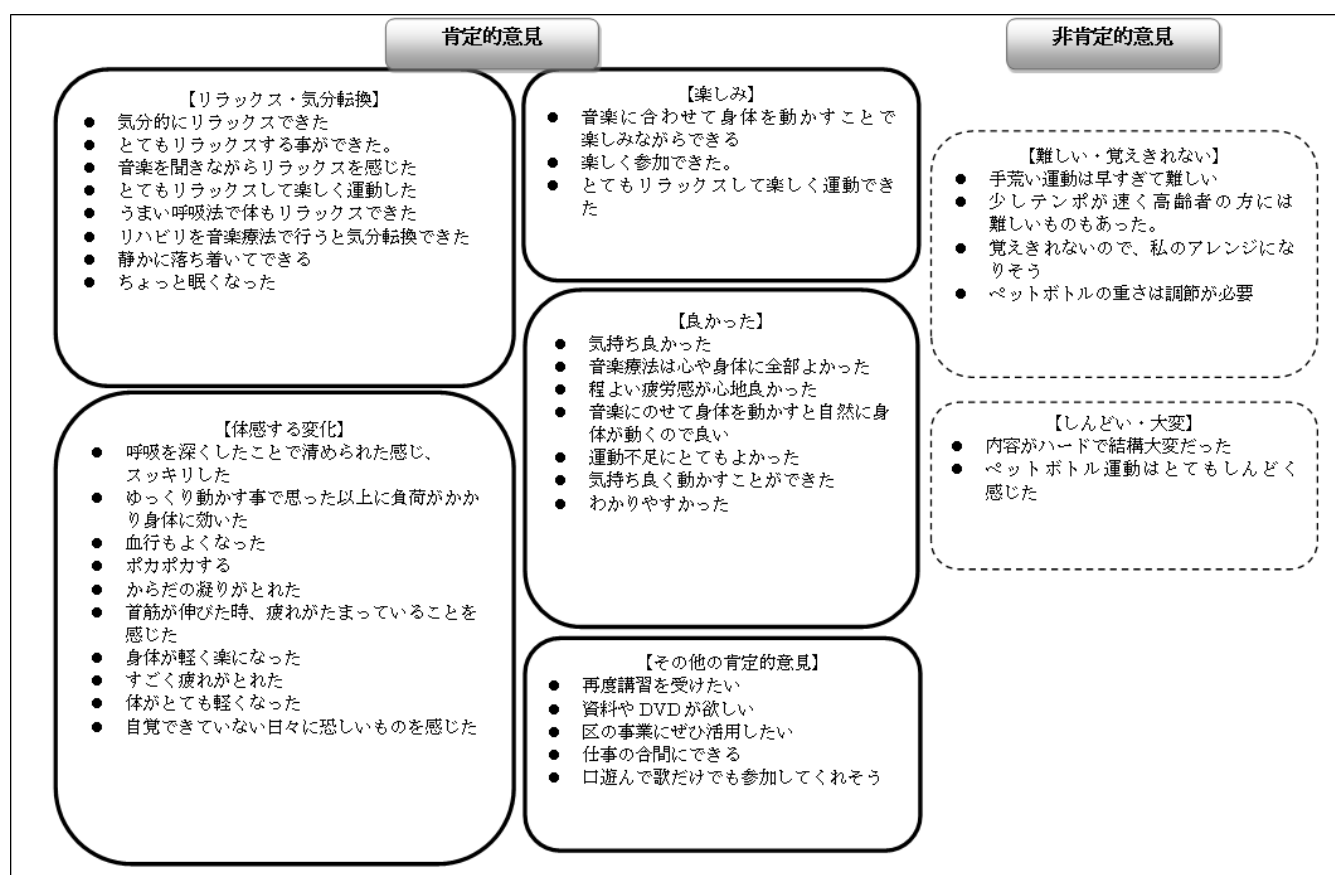 肯定的意見
【リラックス・気分転換】
● 気分的にリラックスできた
● とてもリラックスする事ができた。
● 音楽を聞きながらリラックスを感じた
● とてもリラックスして楽しく運動した
● うまい呼吸法で体もリラックスできた
● リハビリを音楽療法で行うと気分転換できた
● 静かに落ち着いてできる
● ちょっと眠くなった
【体感する変化】
● 呼吸を深くしたことで清められた感じ、
スッキリした
● ゆっくり動かす事で思った以上に負荷がかか
り身体に効いた
● 血行もよくなった
● ポカポカする
● からだの凝りがとれた
● 首筋が伸びた時、疲れがたまっていることを
感じた
● 身体が軽く楽になった
● すごく疲れがとれた
● 体がとても軽くなった
● 自覚できていない日々に恐しいものを感じた
【楽しみ】
● 音楽に合わせて身体を動かすことで
楽しみながらできる
● 楽しく参加できた。
● とてもリラックスして楽しく運動でき
た
【良かった】
● 気持ち良かった
● 音楽療法は心や身体に全部よかった
● 程よい疲労感が心地良かった
● 音楽にのせて身体を動かすと自然に身
体が動くので良い
● 運動不足にとてもよかった
● 気持ち良く動かすことができた
● わかりやすかった
【その他の肯定的意見】
● 再度講習を受けたい
● 資料や DVD が欲しい
● 区の事業にぜひ活用したい
● 仕事の合間にできる
● 口遊んで歌だけでも参加してくれそう
非肯定的意見
【難しい・覚えきれない】
● 手荒い運動は早すぎて難しい
● 少しテンポが速く高齢者の方には
難しいものもあった。
● 覚えきれないので、私のアレンジにな
りそう
● ペットボトルの重さは調節が必要
【しんどい・大変】
● 内容がハードで結構大変だった
● ペットボトル運動はとてもしんどく
感じた